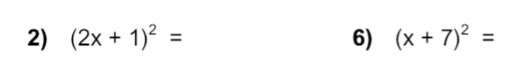 2) (2x + 1)² = 6) (x + 7)² =